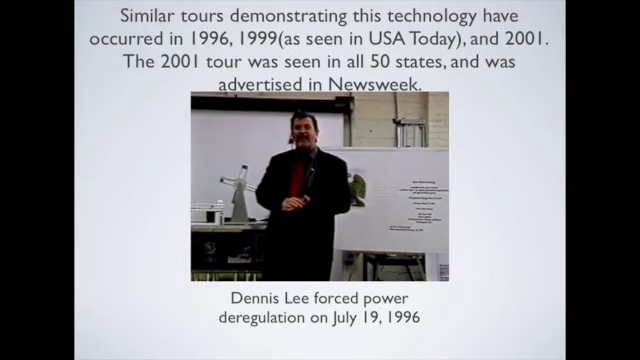 Similar tours demonstrating this technology have
occurred in 1996, 1999(as seen in USA Today), and 2001.
The 2001 tour was seen in all 50 states, and was
advertised in Newsweek.
Dennis Lee forced power
deregulation on July 19, 1996